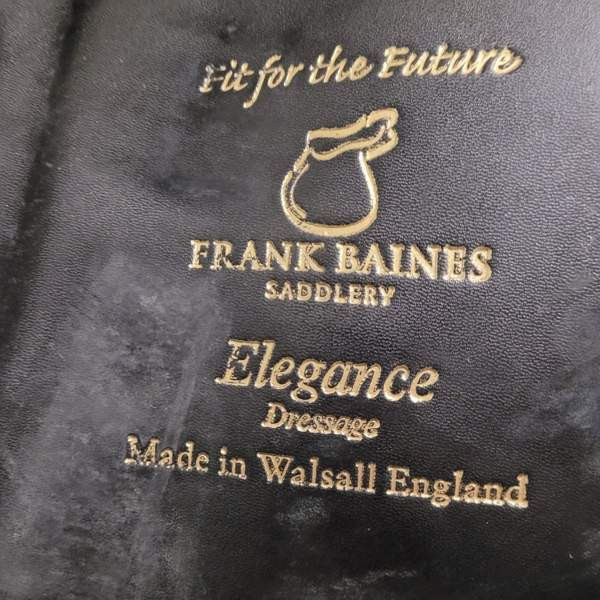 Fit for the Future
FRANK BAINES
SADDLERY
Elegance
Dressage
Made in Walsall England